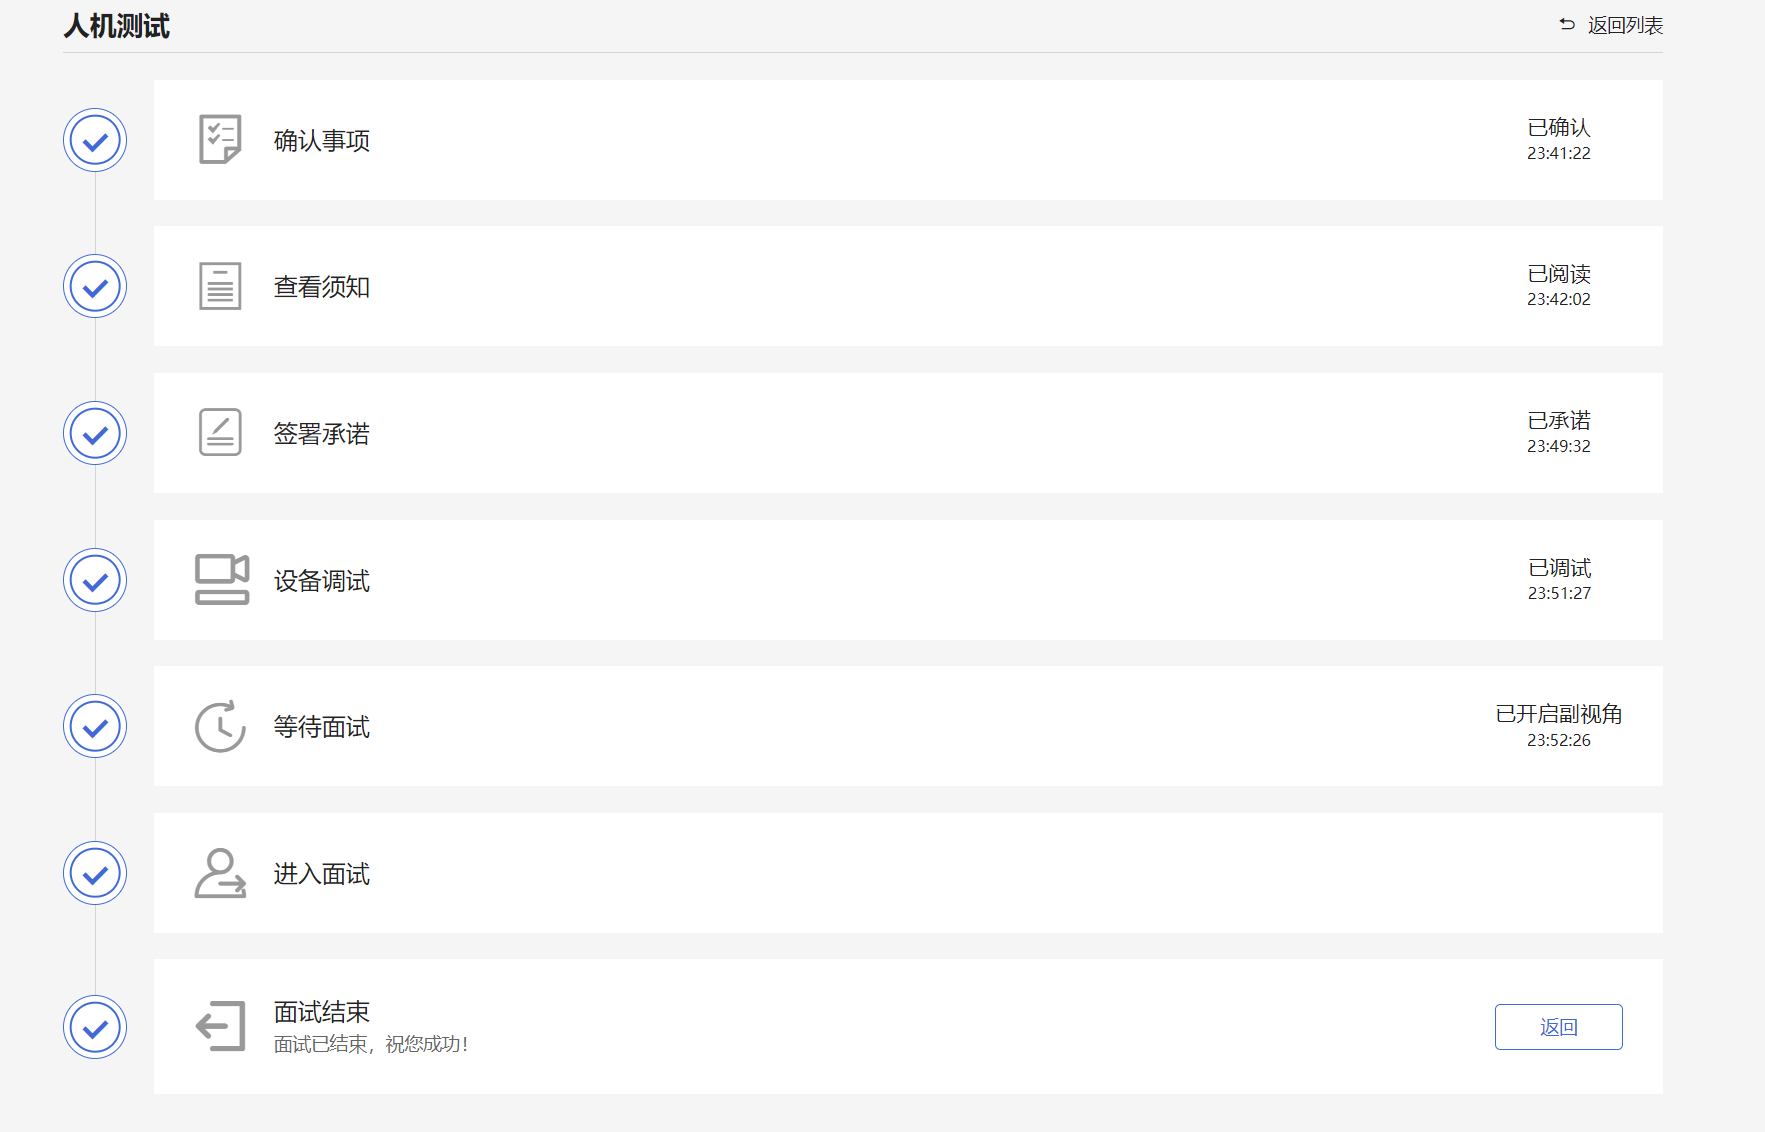 人机测试
返回列表
确认事项
已确认
23:41:22
查看须知
已阅读
23:42:02
签署承诺
已承诺
23:49:32
设备调试
已调试
23:51:27
等待面试
已开启副视角
23:52:26
进入面试
面试结束
面试已结束，祝您成功！
返回